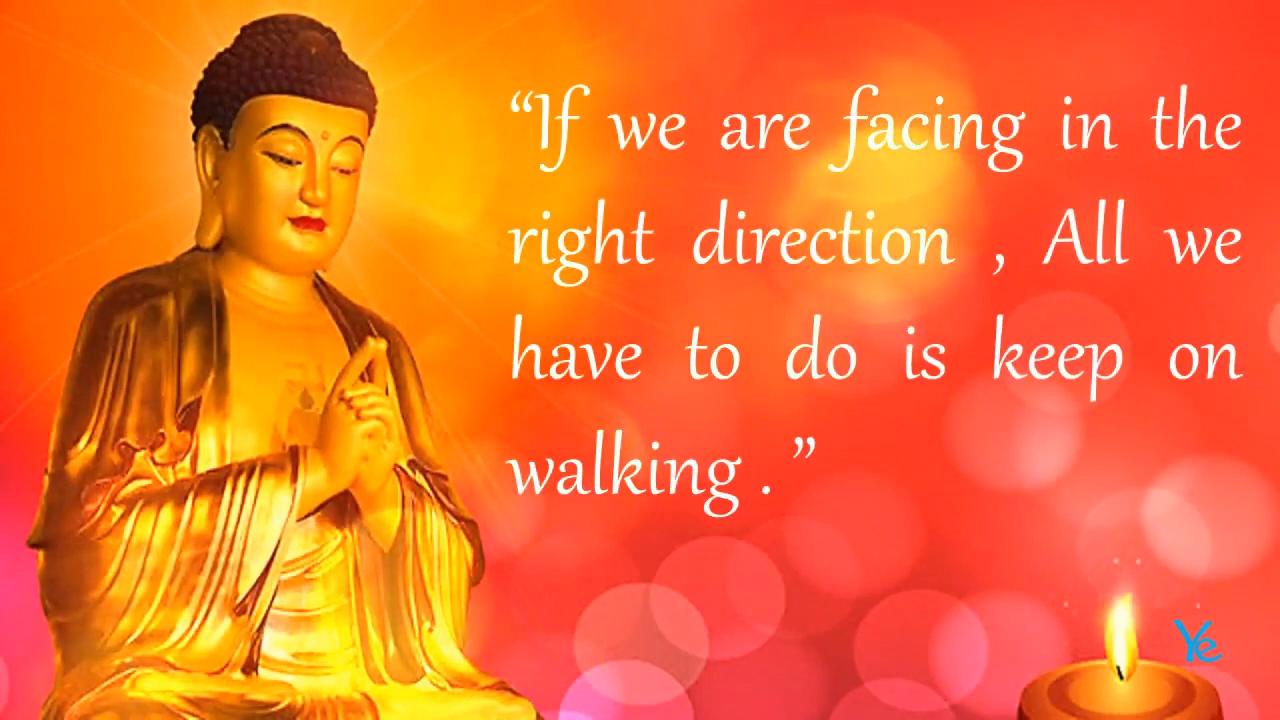 “If we are facing in the
right direction , All we
have to do is keep on
walking . ”
Ye